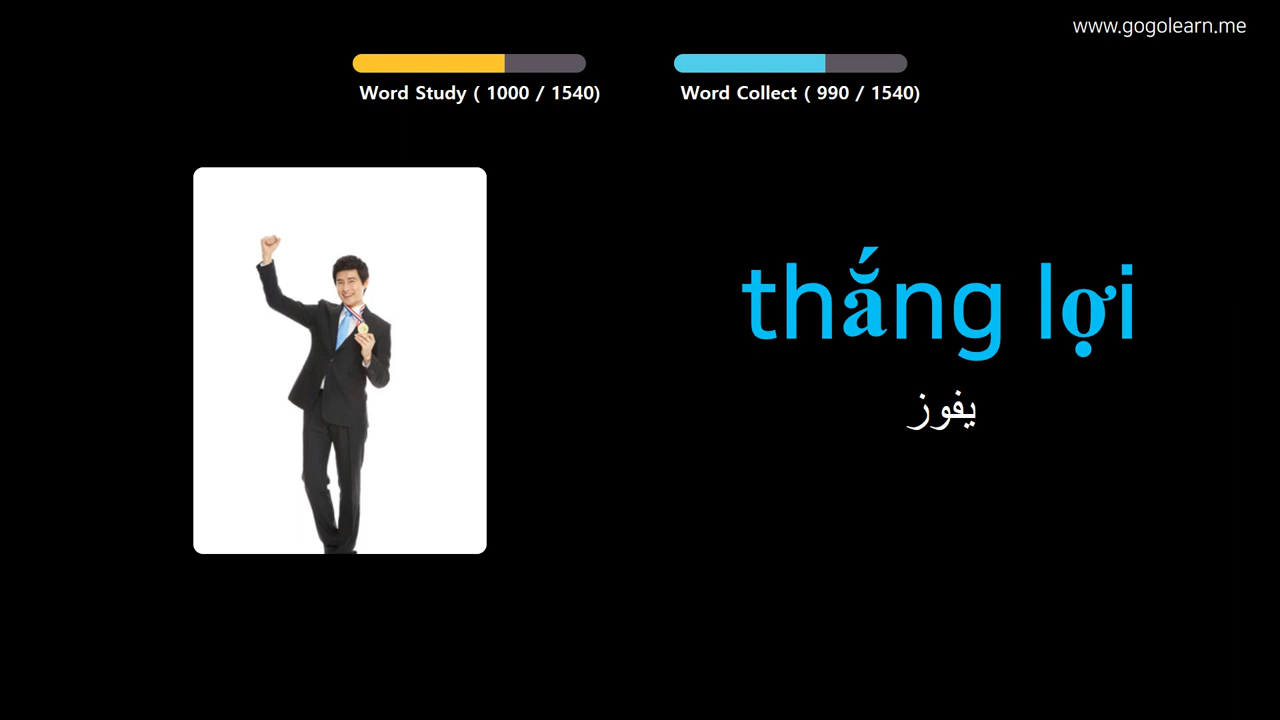 www.gogolearn.me
Word Study ( 1000 / 1540)
Word Collect ( 990 / 1540)
thắng lợi
يفوز